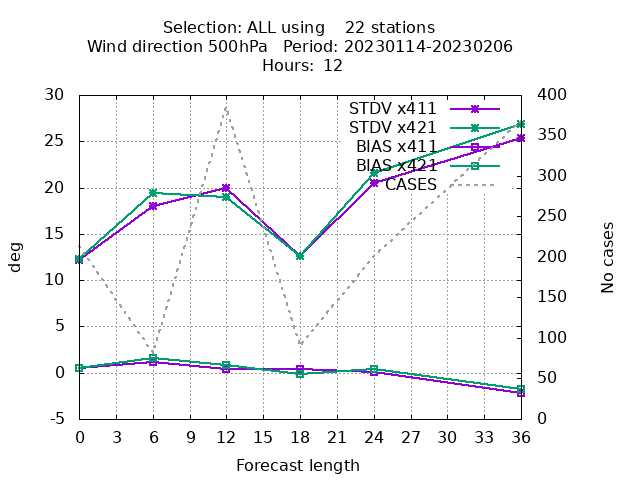 Selection: ALL using    22 stations
Wind direction 500hPa   Period: 20230114-20230206
Hours:  12
STDV x411
STDV x421
BIAS x411
BIAS x421
CASES
30
25
20
15
10
5
0
-5
400
350
300
250
200
150
100
50
0
deg
No cases
0 3 6 9 12 15 18 21 24 27 30 33 36
Forecast length